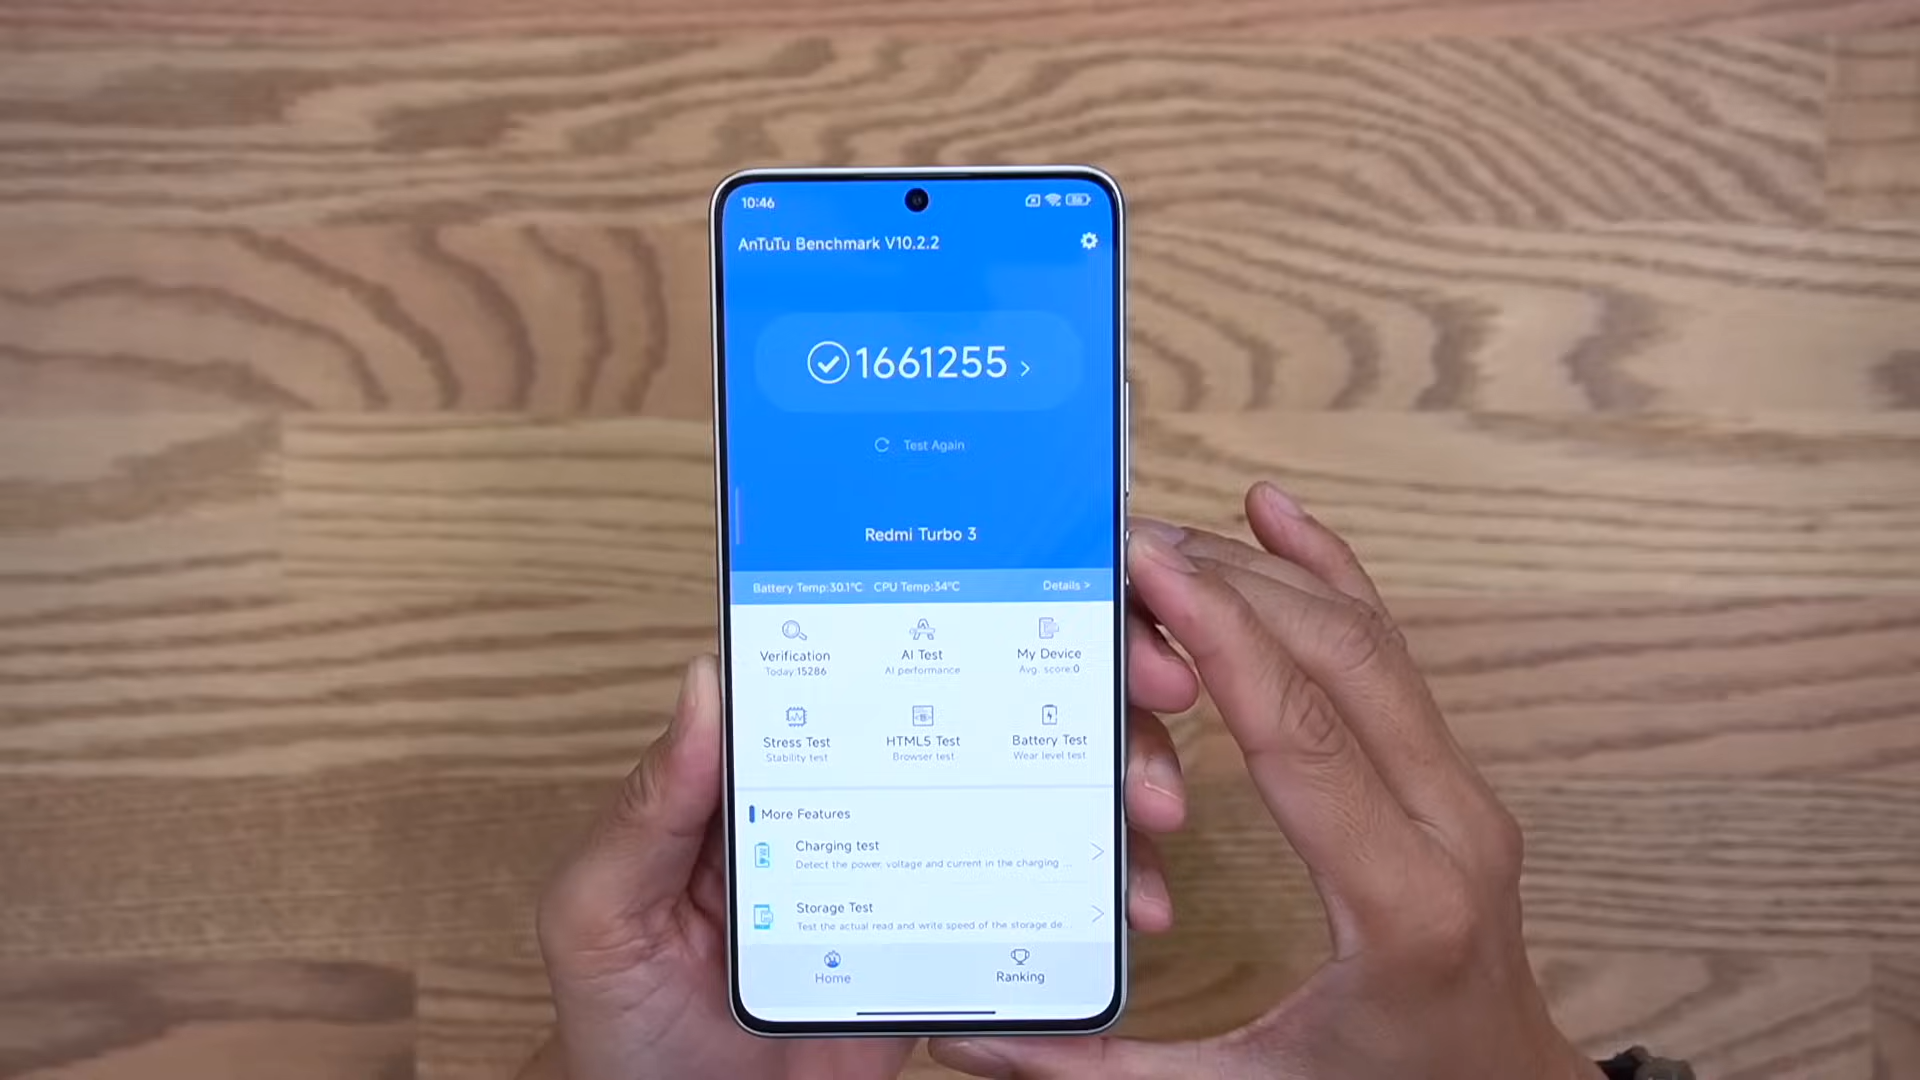 10:46
AnTuTu Benchmark V10.2.2
1661255 >
Test Again
Redmi Turbo 3
Battery Temp:30.1°C CPU Temp:34°C Details >
Verification AI Test My Device
Today:15286 AI performance Avg. score:0
Stress Test HTML5 Test Battery Test
Stability test Browser test Wear level test
More Features
Charging test
Detect the power, voltage and current in the charging ...
Storage Test
Test the actual read and write speed of the storage de...
Home Ranking